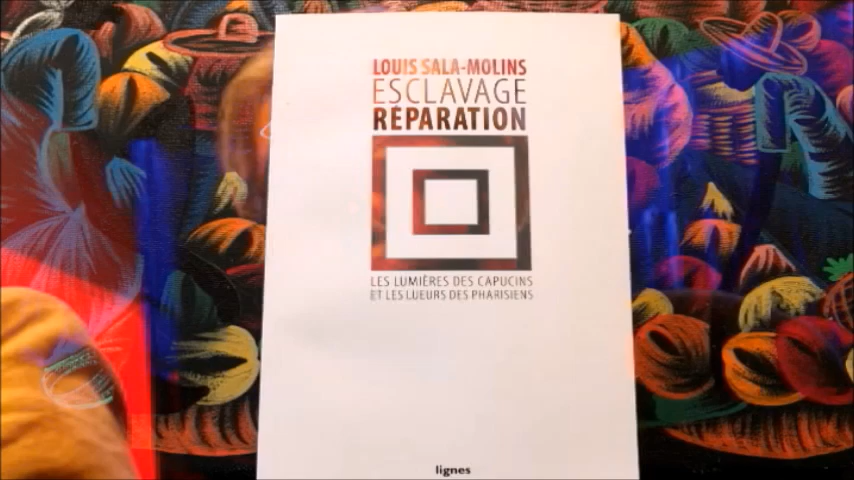 LOUIS SALA-MOLINS
ESCLAVAGE
RÉPARATION
LES LUMIÈRES DES CAPUCINS
ET LES LUEURS DES PHARISIENS
lignes